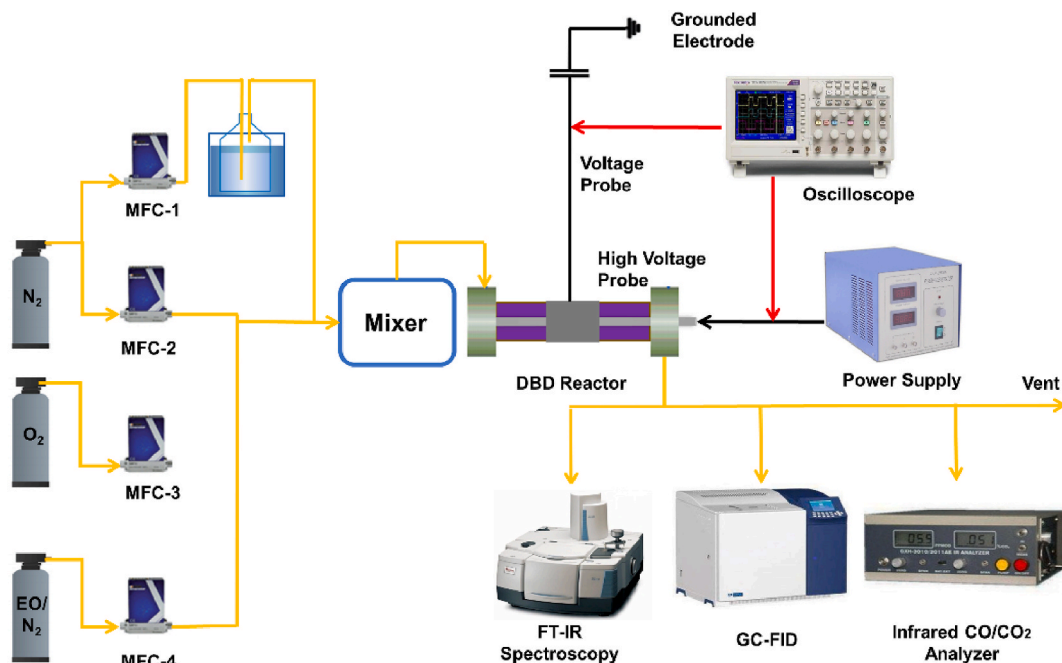 Grounded
Electrode
Voltage
Probe
Oscilloscope
MFC-1
N₂
MFC-2
High Voltage
Probe
Mixer
DBD Reactor
Power Supply
Vent
O₂
MFC-3
EO/
N₂
MFC-4
FT-IR
Spectroscopy
GC-FID
Infrared CO/CO₂
Analyzer